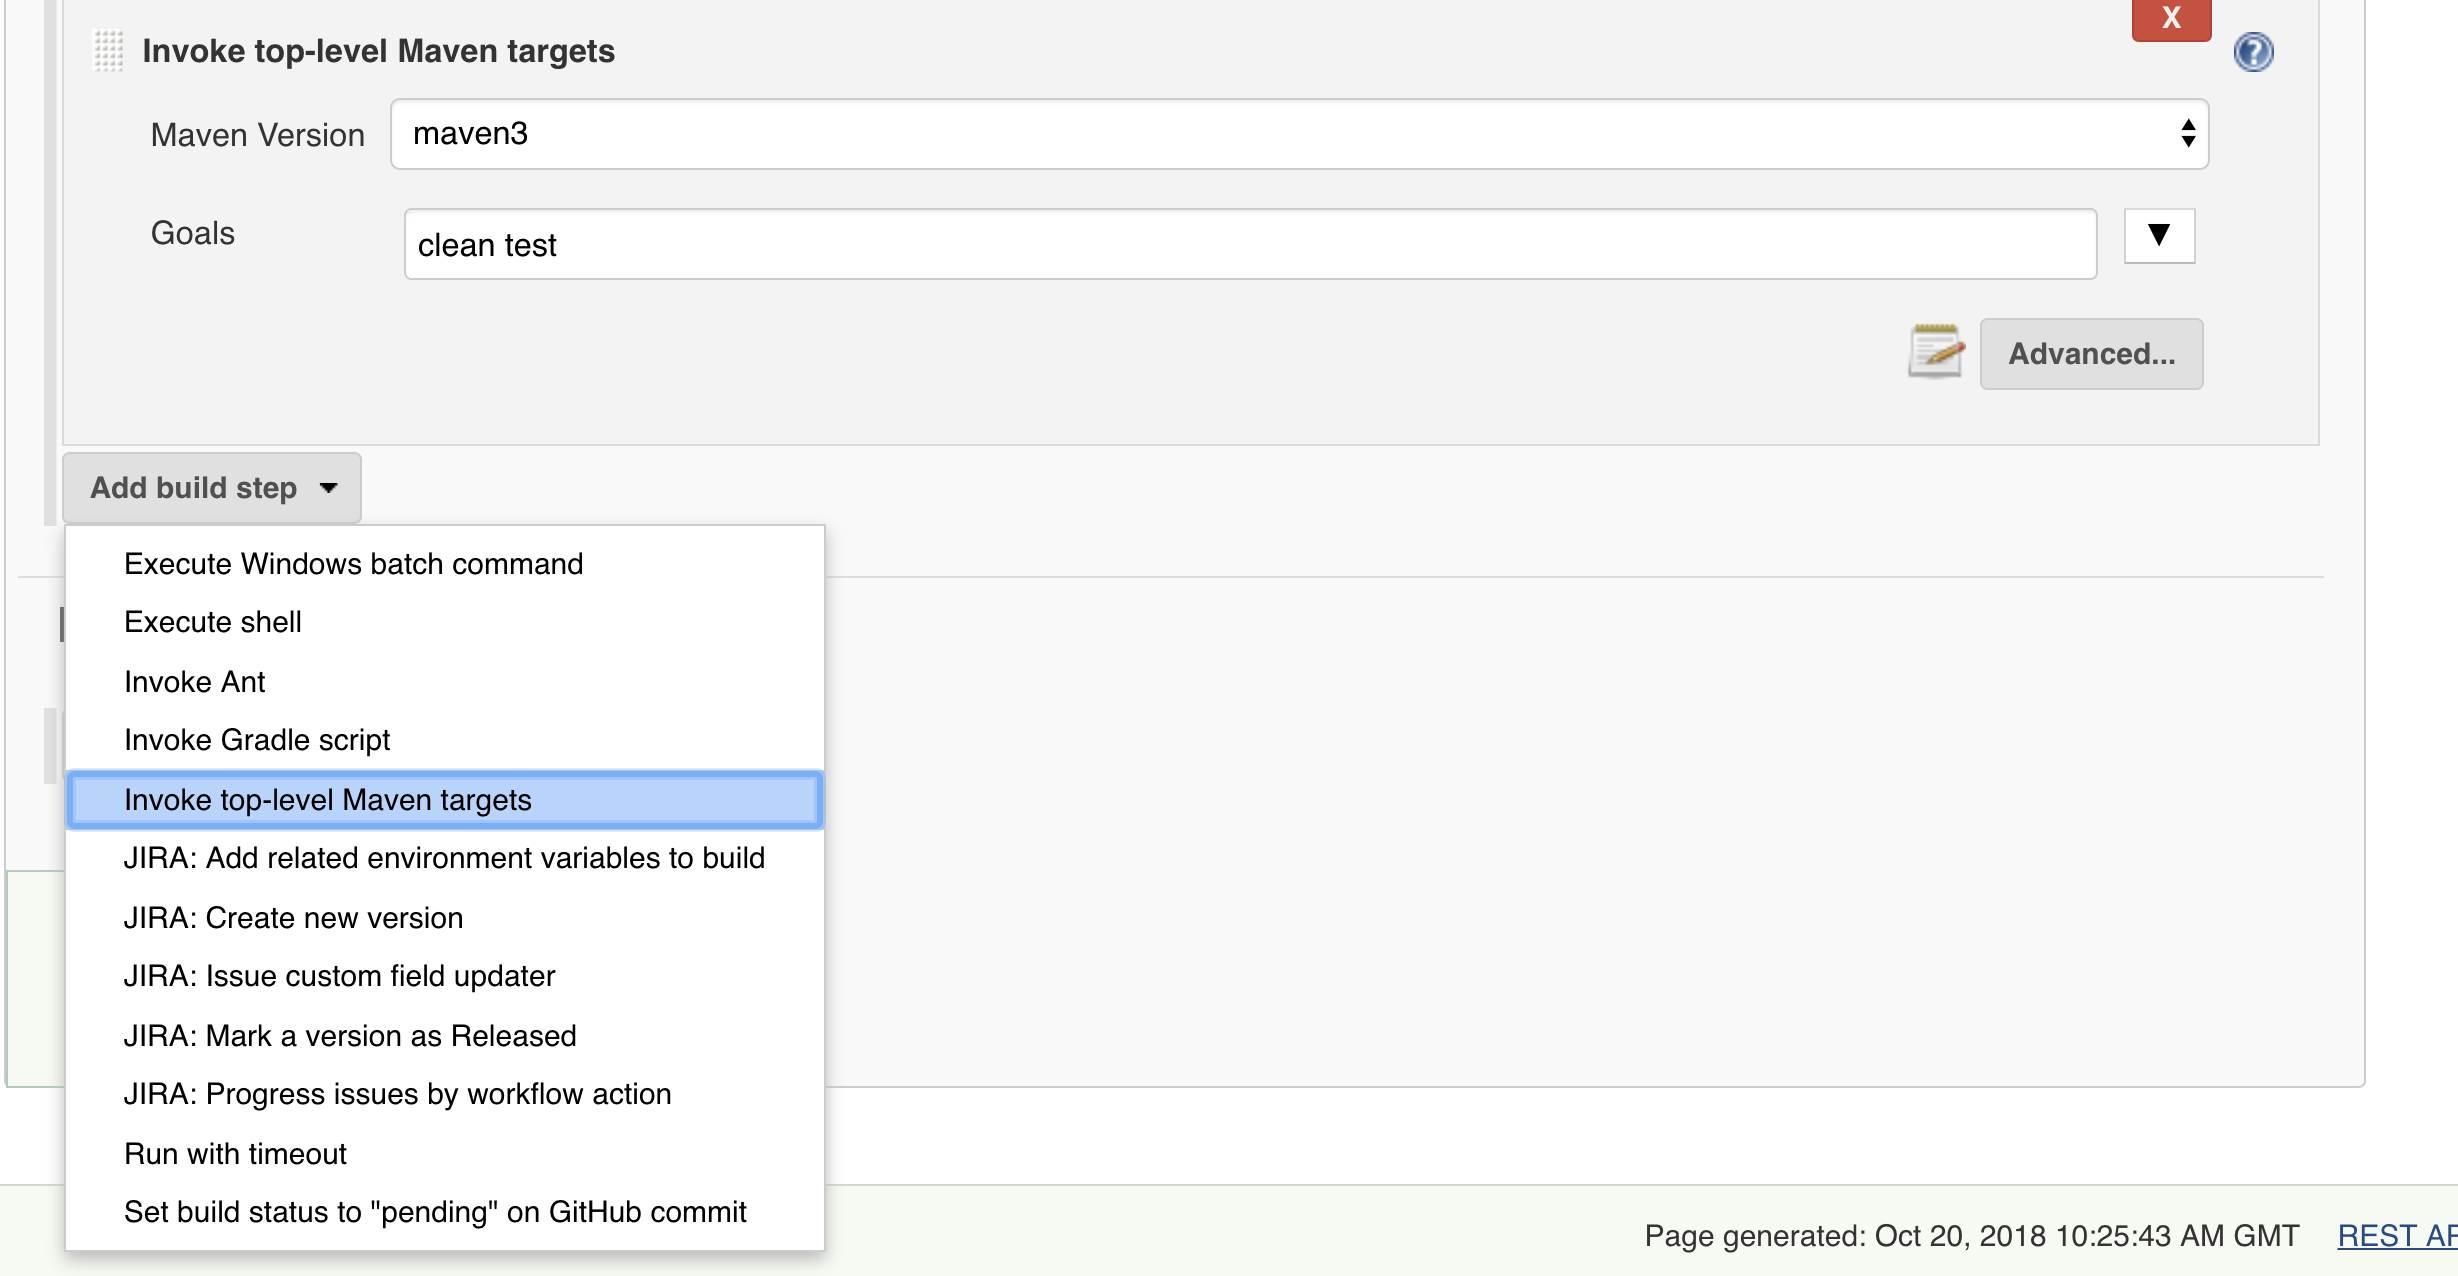 X
Invoke top-level Maven targets
Maven Version
maven3
Goals
clean test
Advanced...
Add build step
Execute Windows batch command
Execute shell
Invoke Ant
Invoke Gradle script
Invoke top-level Maven targets
JIRA: Add related environment variables to build
JIRA: Create new version
JIRA: Issue custom field updater
JIRA: Mark a version as Released
JIRA: Progress issues by workflow action
Run with timeout
Set build status to "pending" on GitHub commit
Page generated: Oct 20, 2018 10:25:43 AM GMT
REST